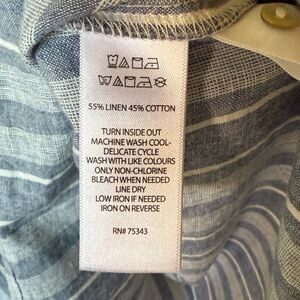 55% LINEN 45% COTTON
TURN INSIDE OUT
MACHINE WASH COOL-
DELICATE CYCLE
WASH WITH LIKE COLOURS
ONLY NON-CHLORINE
BLEACH WHEN NEEDED
LINE DRY
LOW IRON IF NEEDED
IRON ON REVERSE
RN# 75343